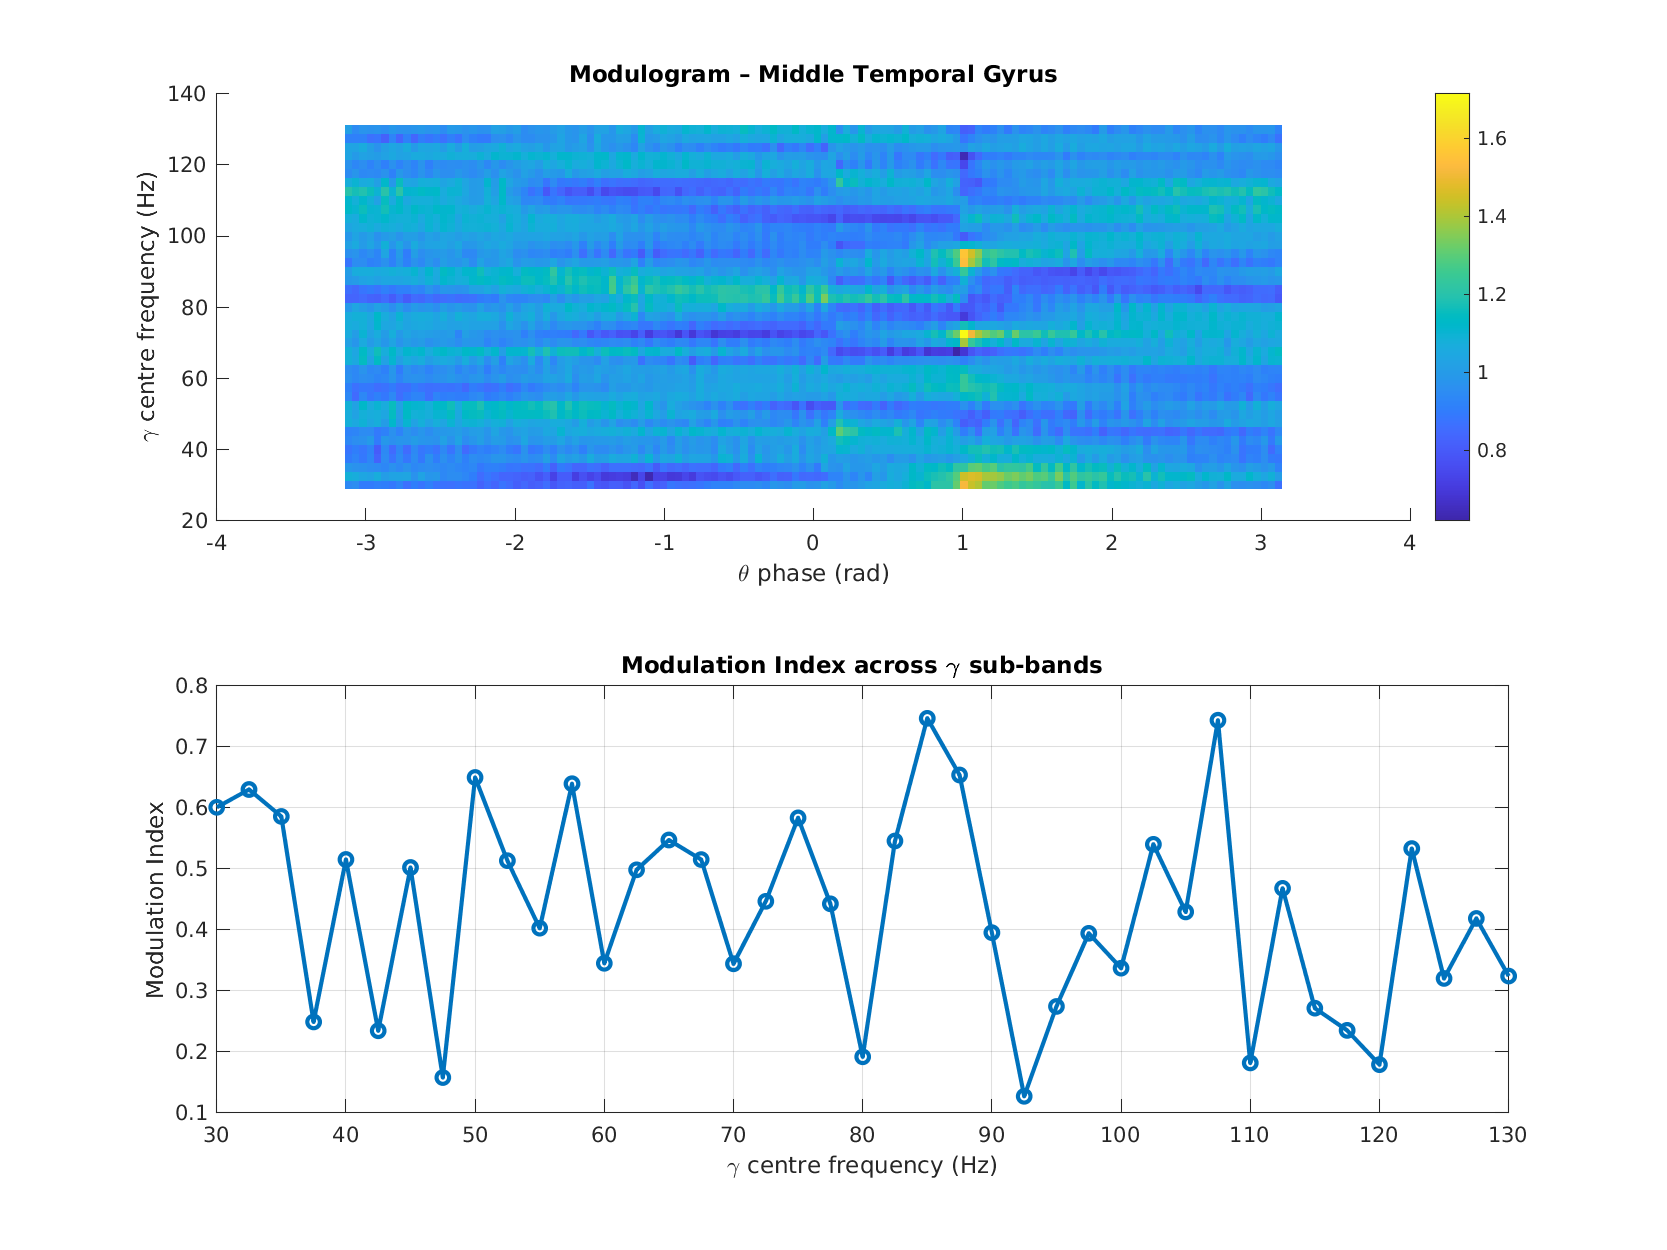 Modulogram – Middle Temporal Gyrus
140
120
100
80
60
40
20
γ centre frequency (Hz)
-4 -3 -2 -1 0 1 2 3 4
θ phase (rad)
1.6
1.4
1.2
1
0.8
Modulation Index across γ sub-bands
0.8
0.7
0.6
0.5
0.4
0.3
0.2
0.1
Modulation Index
30 40 50 60 70 80 90 100 110 120 130
γ centre frequency (Hz)